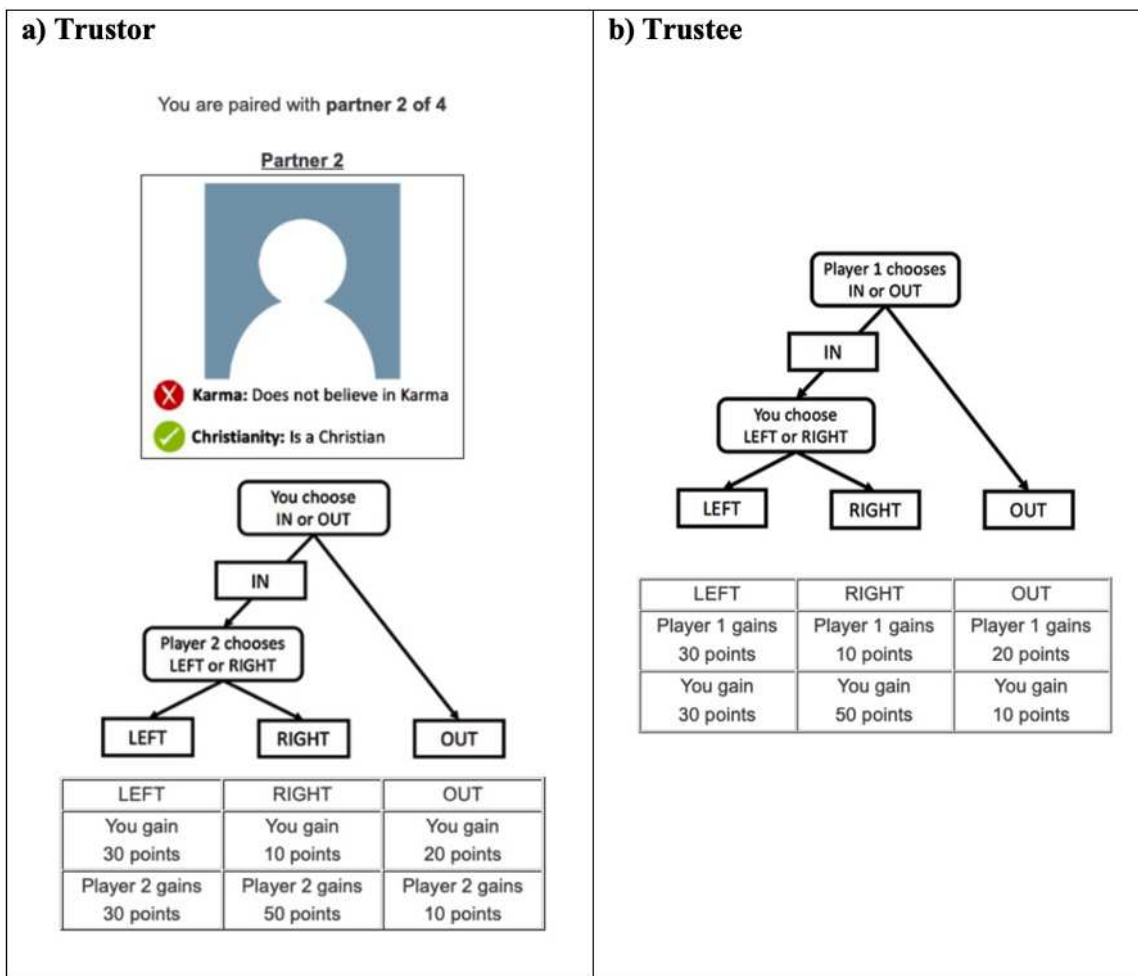 a) Trustor
You are paired with partner 2 of 4
Partner 2
Karma: Does not believe in Karma
Christianity: Is a Christian
You choose
IN or OUT
IN
Player 2 chooses
LEFT or RIGHT
LEFT
RIGHT
OUT
LEFT RIGHT OUT
You gain You gain You gain
30 points 10 points 20 points
Player 2 gains Player 2 gains Player 2 gains
30 points 50 points 10 points
b) Trustee
Player 1 chooses
IN or OUT
IN
You choose
LEFT or RIGHT
LEFT
RIGHT
OUT
LEFT RIGHT OUT
Player 1 gains Player 1 gains Player 1 gains
30 points 10 points 20 points
You gain You gain You gain
30 points 50 points 10 points